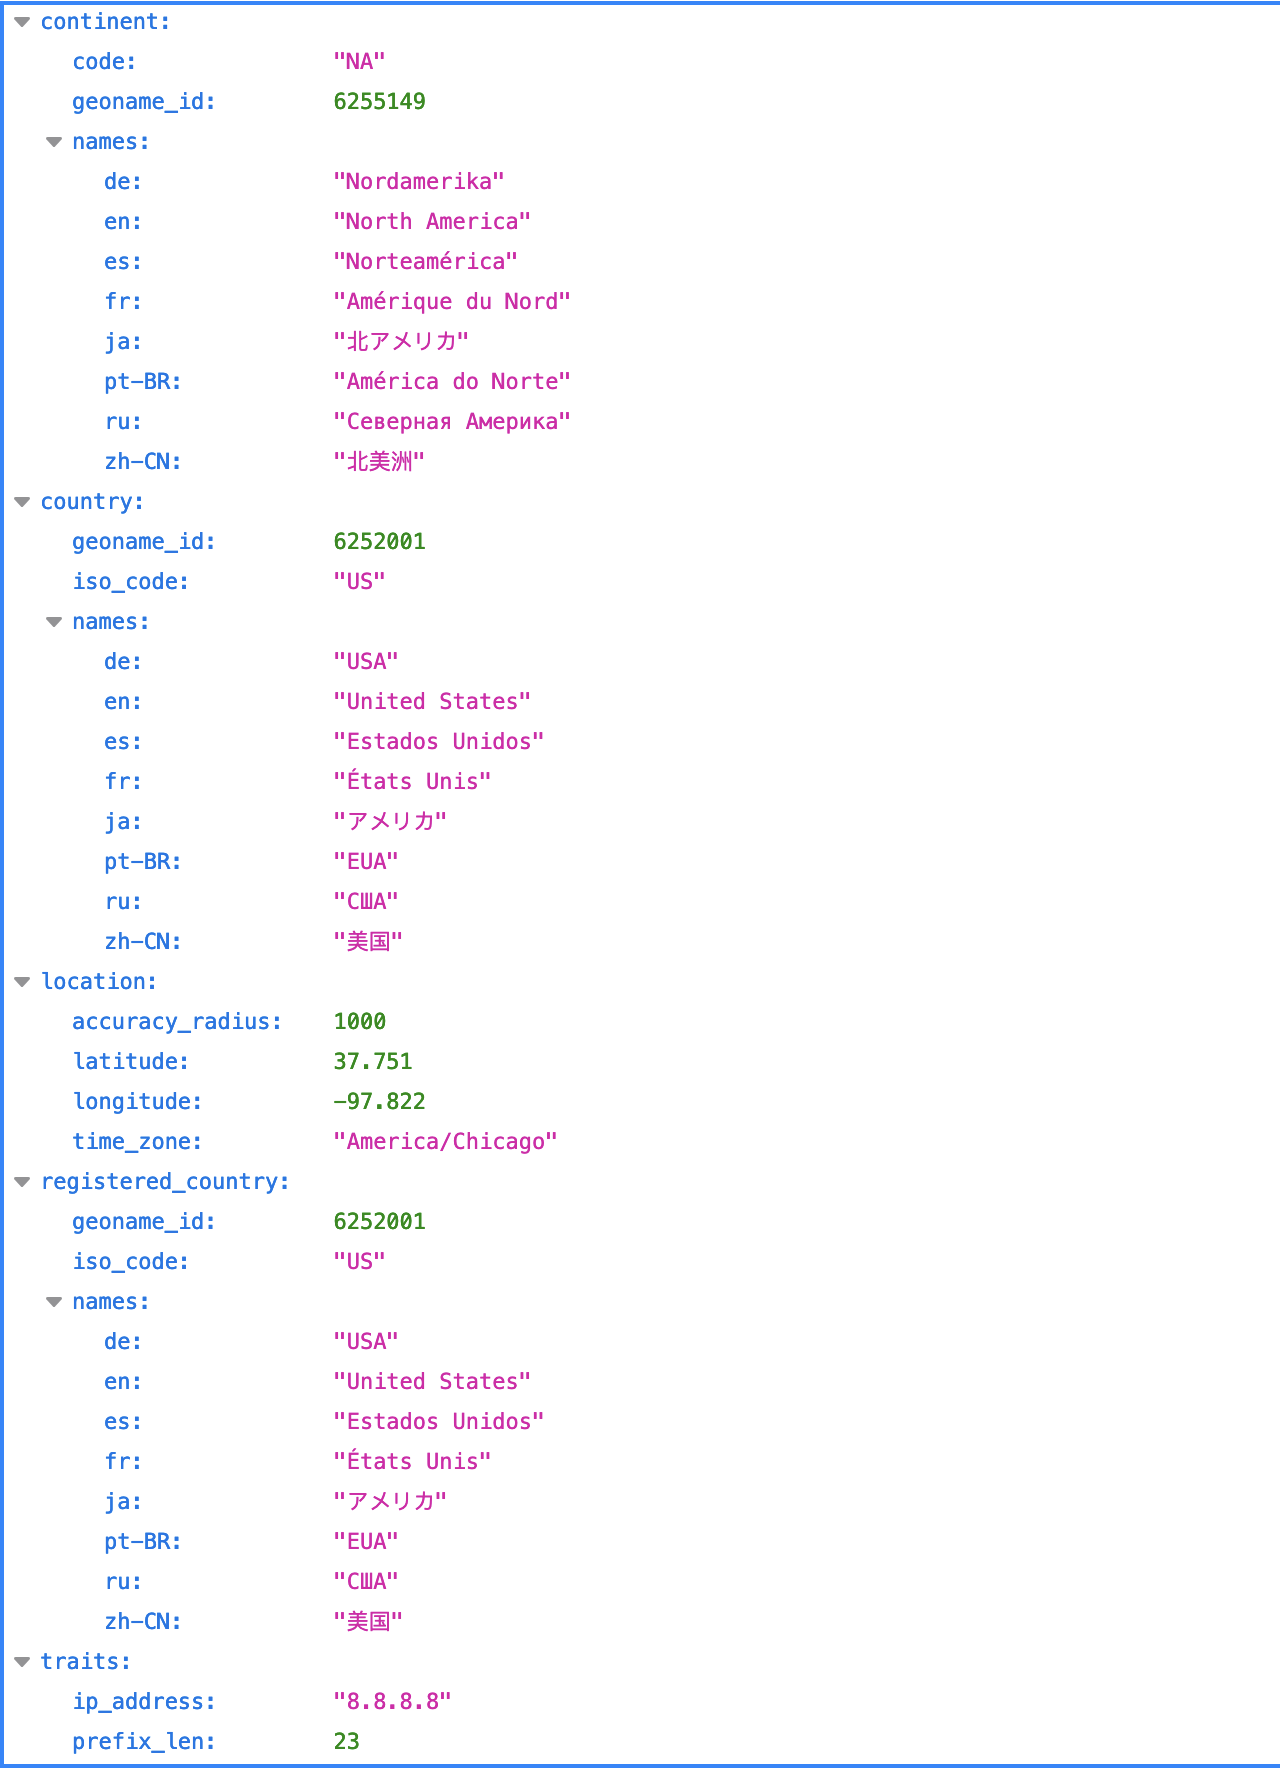 continent:
code: "NA"
geoname_id: 6255149
names:
de: "Nordamerika"
en: "North America"
es: "Norteamérica"
fr: "Amérique du Nord"
ja: "北アメリカ"
pt-BR: "América do Norte"
ru: "Северная Америка"
zh-CN: "北美洲"
country:
geoname_id: 6252001
iso_code: "US"
names:
de: "USA"
en: "United States"
es: "Estados Unidos"
fr: "États Unis"
ja: "アメリカ"
pt-BR: "EUA"
ru: "США"
zh-CN: "美国"
location:
accuracy_radius: 1000
latitude: 37.751
longitude: -97.822
time_zone: "America/Chicago"
registered_country:
geoname_id: 6252001
iso_code: "US"
names:
de: "USA"
en: "United States"
es: "Estados Unidos"
fr: "États Unis"
ja: "アメリカ"
pt-BR: "EUA"
ru: "США"
zh-CN: "美国"
traits:
ip_address: "8.8.8.8"
prefix_len: 23